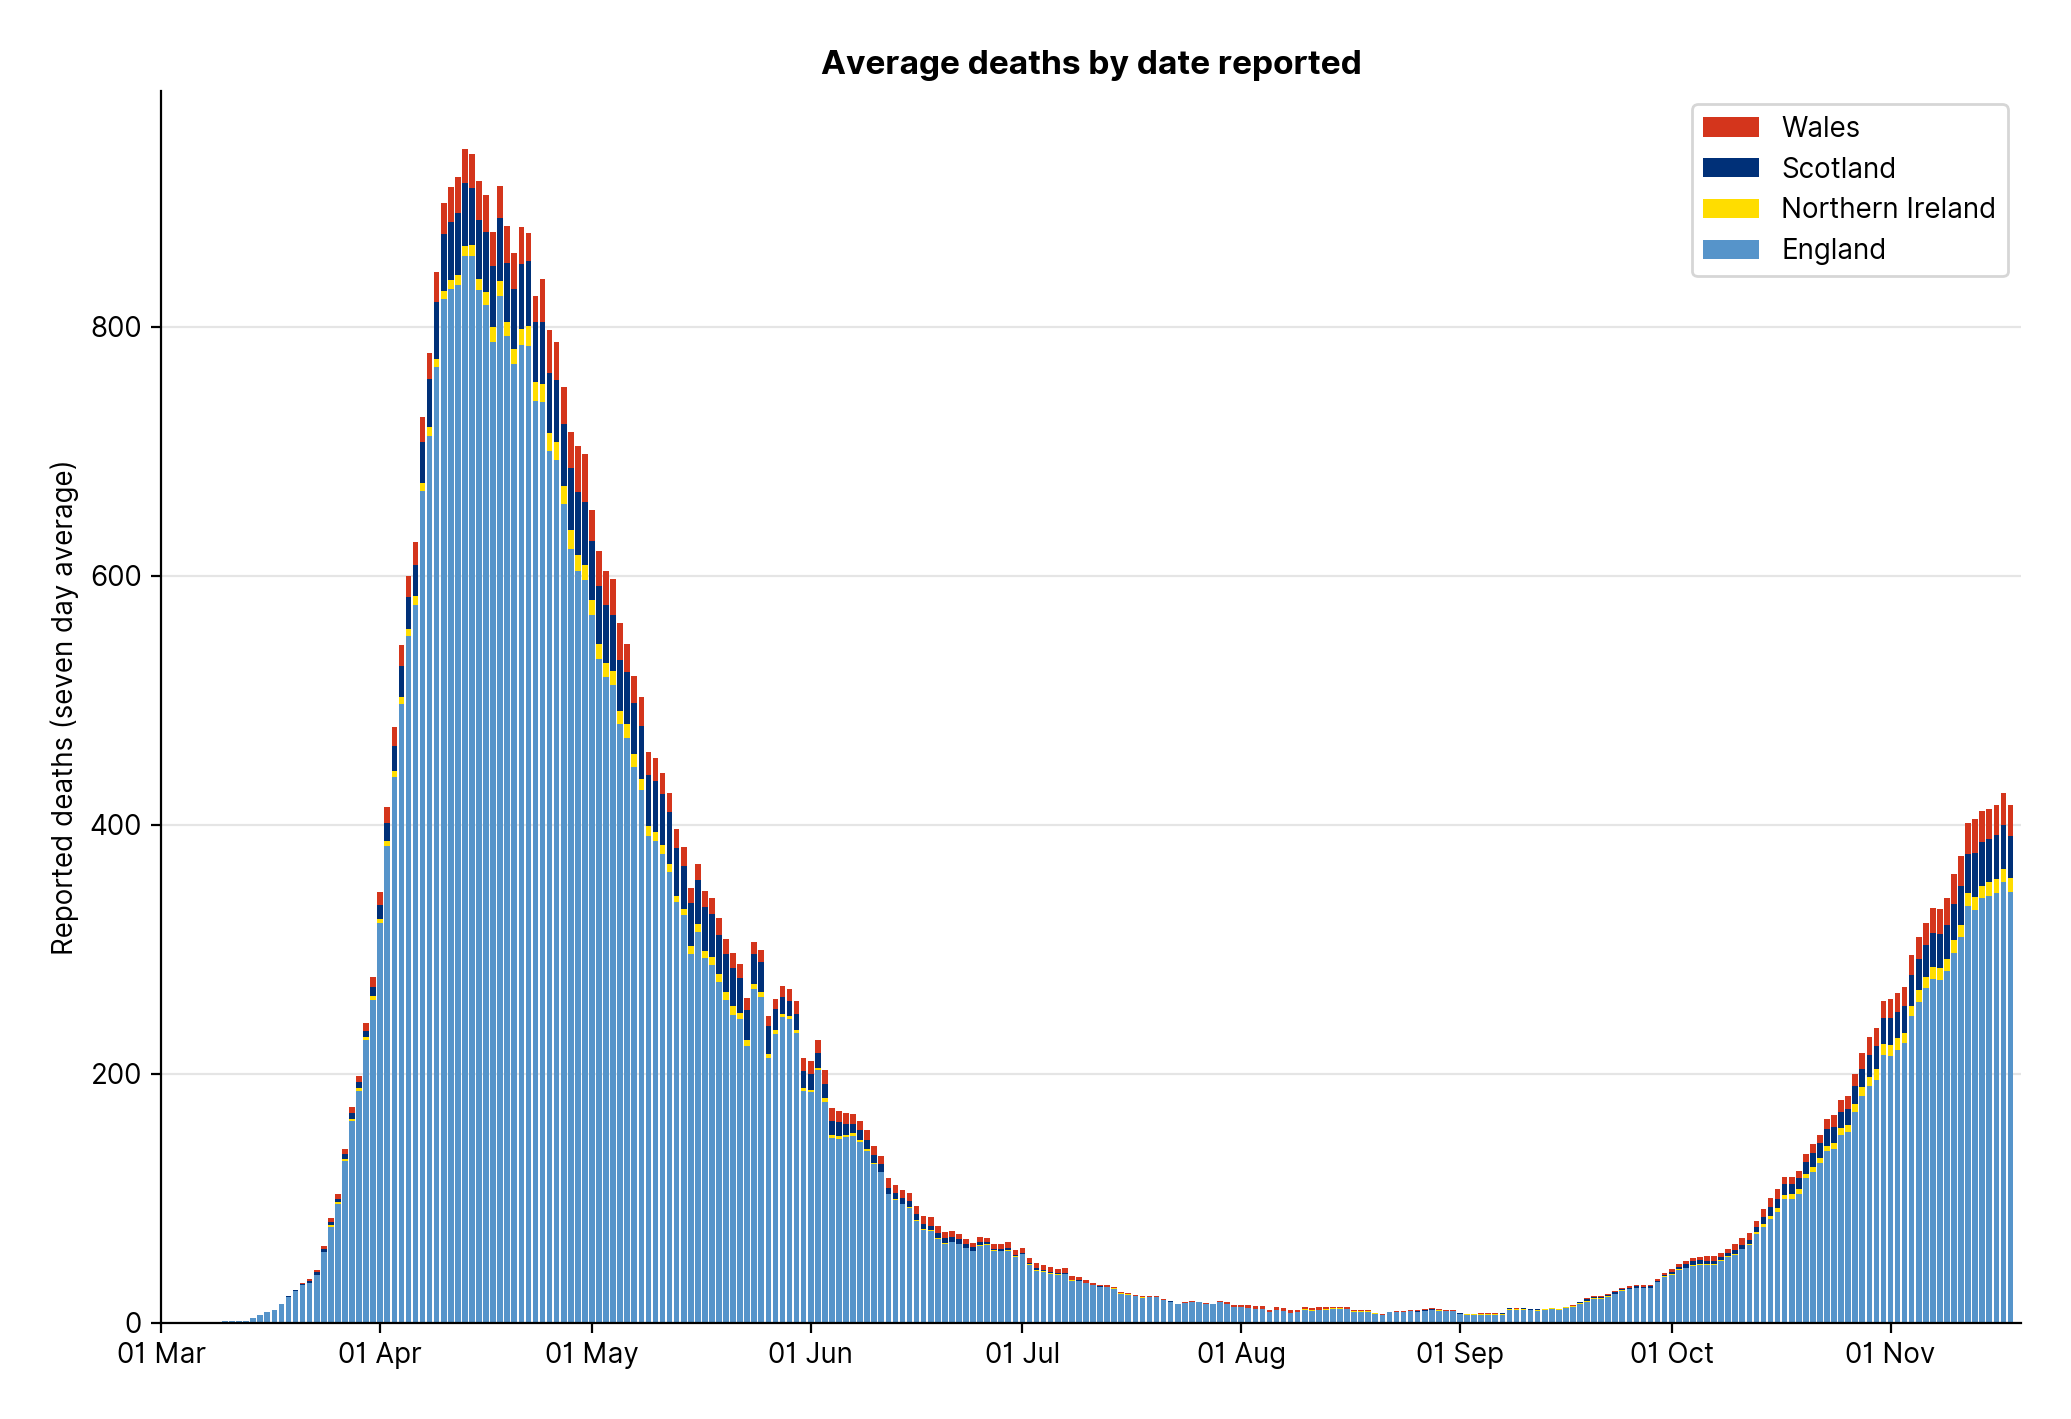 Average deaths by date reported
Wales
Scotland
Northern Ireland
England
Reported deaths (seven day average)
800
600
400
200
0
01 Mar
01 Apr
01 May
01 Jun
01 Jul
01 Aug
01 Sep
01 Oct
01 Nov